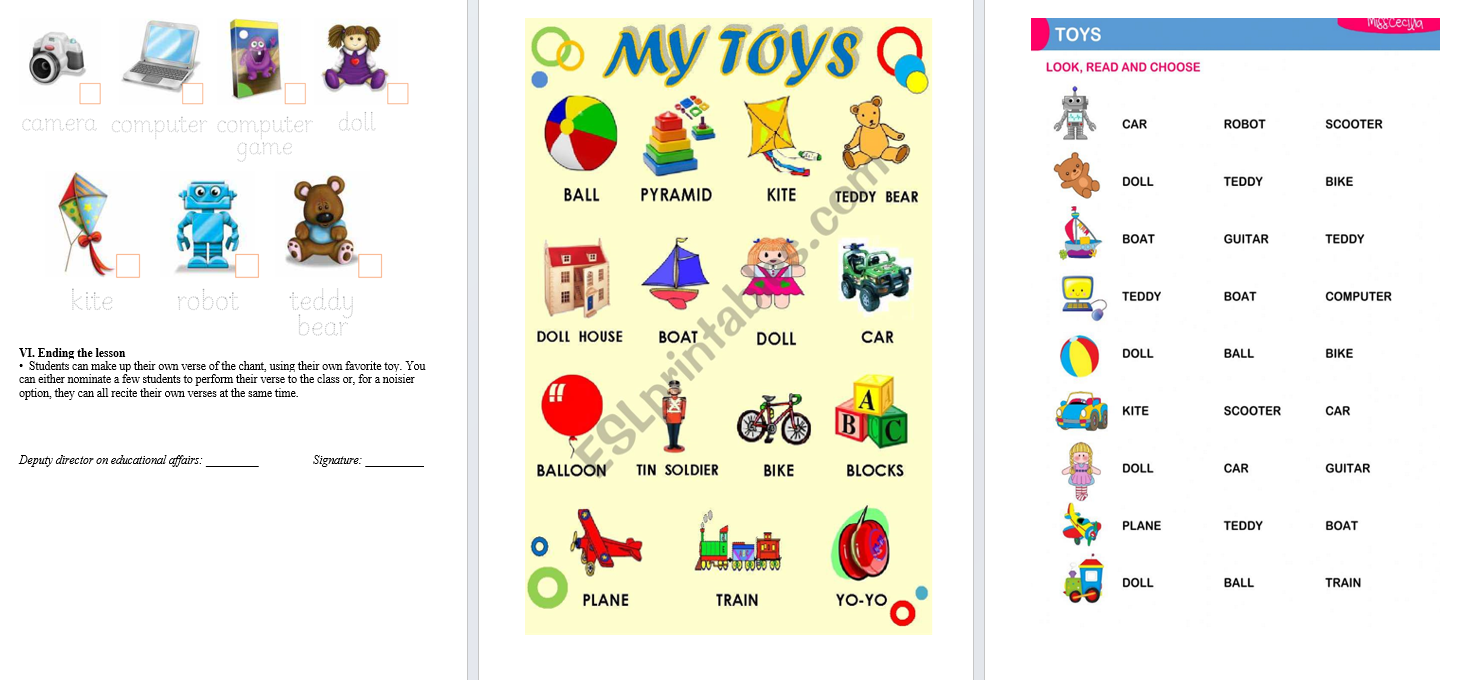 camera computer computer doll
game
kite robot teddy
bear
VI. Ending the lesson
• Students can make up their own verse of the chant, using their own favorite toy. You
can either nominate a few students to perform their verse to the class or, for a noisier
option, they can all recite their own verses at the same time.
Deputy director on educational affairs: _________ Signature: __________
MY TOYS
BALL PYRAMID KITE TEDDY BEAR
DOLL HOUSE BOAT DOLL CAR
BALLOON TIN SOLDIER BIKE BLOCKS
A
B C
PLANE TRAIN YO-YO
ESLprintables.com
MissCecilia
TOYS
LOOK, READ AND CHOOSE
CAR ROBOT SCOOTER
DOLL TEDDY BIKE
BOAT GUITAR TEDDY
TEDDY BOAT COMPUTER
DOLL BALL BIKE
KITE SCOOTER CAR
DOLL CAR GUITAR
PLANE TEDDY BOAT
DOLL BALL TRAIN